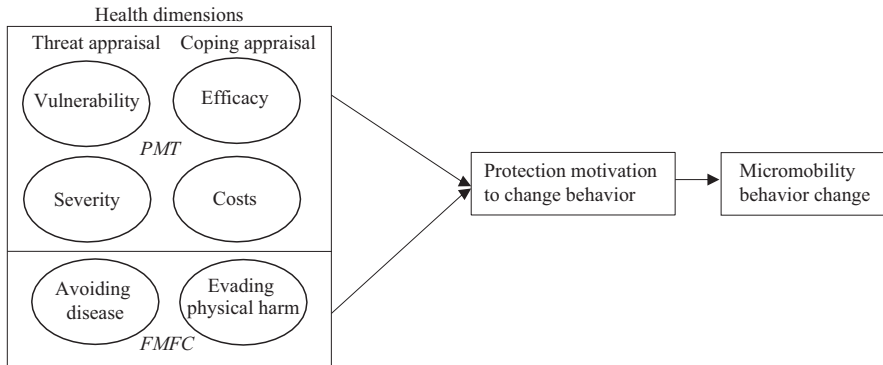 Health dimensions
Threat appraisal
Coping appraisal
Vulnerability
Efficacy
PMT
Severity
Costs
Avoiding
disease
Evading
physical harm
FMFC
Protection motivation
to change behavior
Micromobility
behavior change